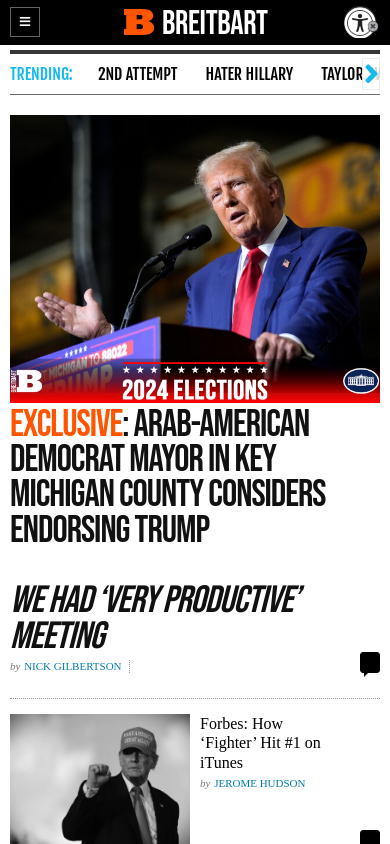 BREITBART
TRENDING:
2ND ATTEMPT
HATER HILLARY
TAYLOR
MICHIGAN TO 88022
TRUMP
BREITBART
B
2024 ELECTIONS
EXCLUSIVE: ARAB-AMERICAN
DEMOCRAT MAYOR IN KEY
MICHIGAN COUNTY CONSIDERS
ENDORSING TRUMP
WE HAD ‘VERY PRODUCTIVE’
MEETING
by NICK GILBERTSON
Forbes: How
‘Fighter’ Hit #1 on
iTunes
by JEROME HUDSON